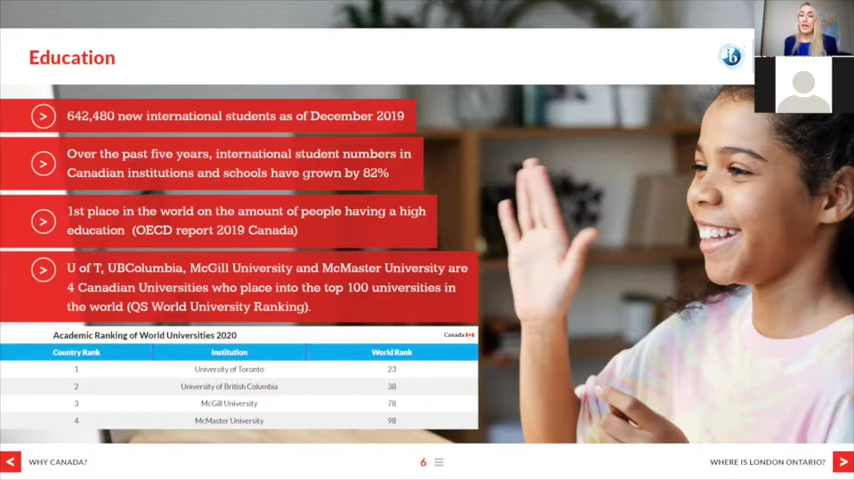 Education
642,480 new international students as of December 2019
Over the past five years, international student numbers in
Canadian institutions and schools have grown by 82%
1st place in the world on the amount of people having a high
education (OECD report 2019 Canada)
U of T, UBColumbia, McGill University and McMaster University are
4 Canadian Universities who place into the top 100 universities in
the world (QS World University Ranking).
Academic Ranking of World Universities 2020
Canada
Country Rank Institution World Rank
1 University of Toronto 23
2 University of British Columbia 38
3 McGill University 78
4 McMaster University 98
< WHY CANADA? 6 WHERE IS LONDON ONTARIO? >